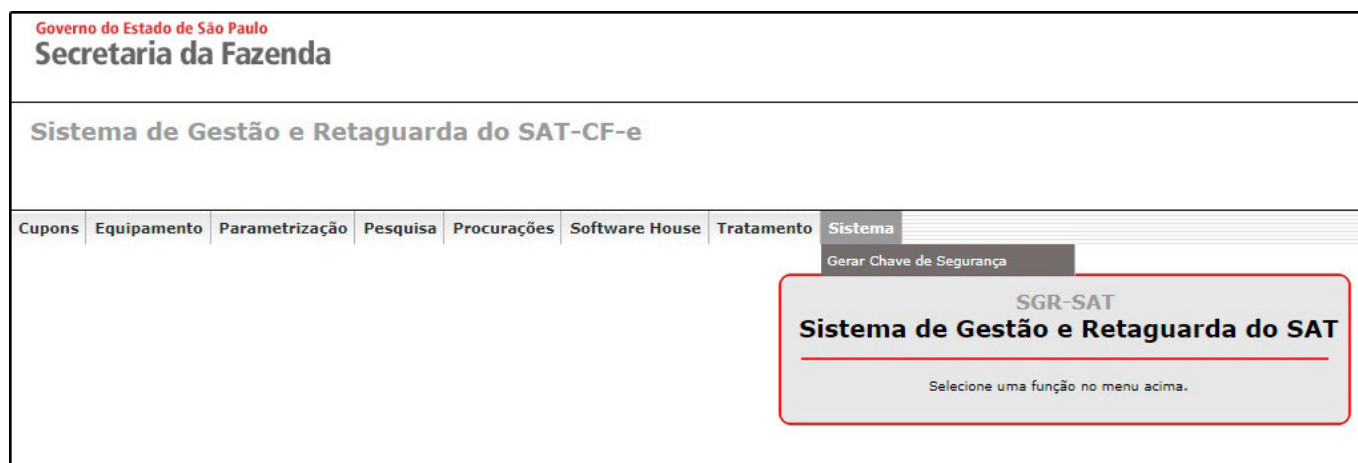 Governo do Estado de São Paulo
Secretaria da Fazenda
Sistema de Gestão e Retaguarda do SAT-CF-e
Cupons Equipamento Parametrização Pesquisa Procurações Software House Tratamento Sistema
Gerar Chave de Segurança
SGR-SAT
Sistema de Gestão e Retaguarda do SAT
Selecione uma função no menu acima.